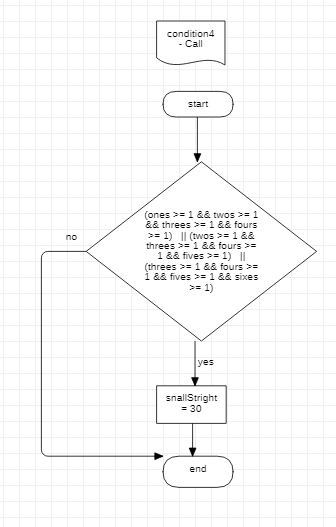 condition4
- Call
start
(ones >= 1 && twos >= 1
&& threes >= 1 && fours
>= 1) || (twos >= 1 &&
threes >= 1 && fours >=
1 && fives >= 1) ||
(threes >= 1 && fours >=
1 && fives >= 1 && sixes
>= 1)
no
yes
snallStright
= 30
end